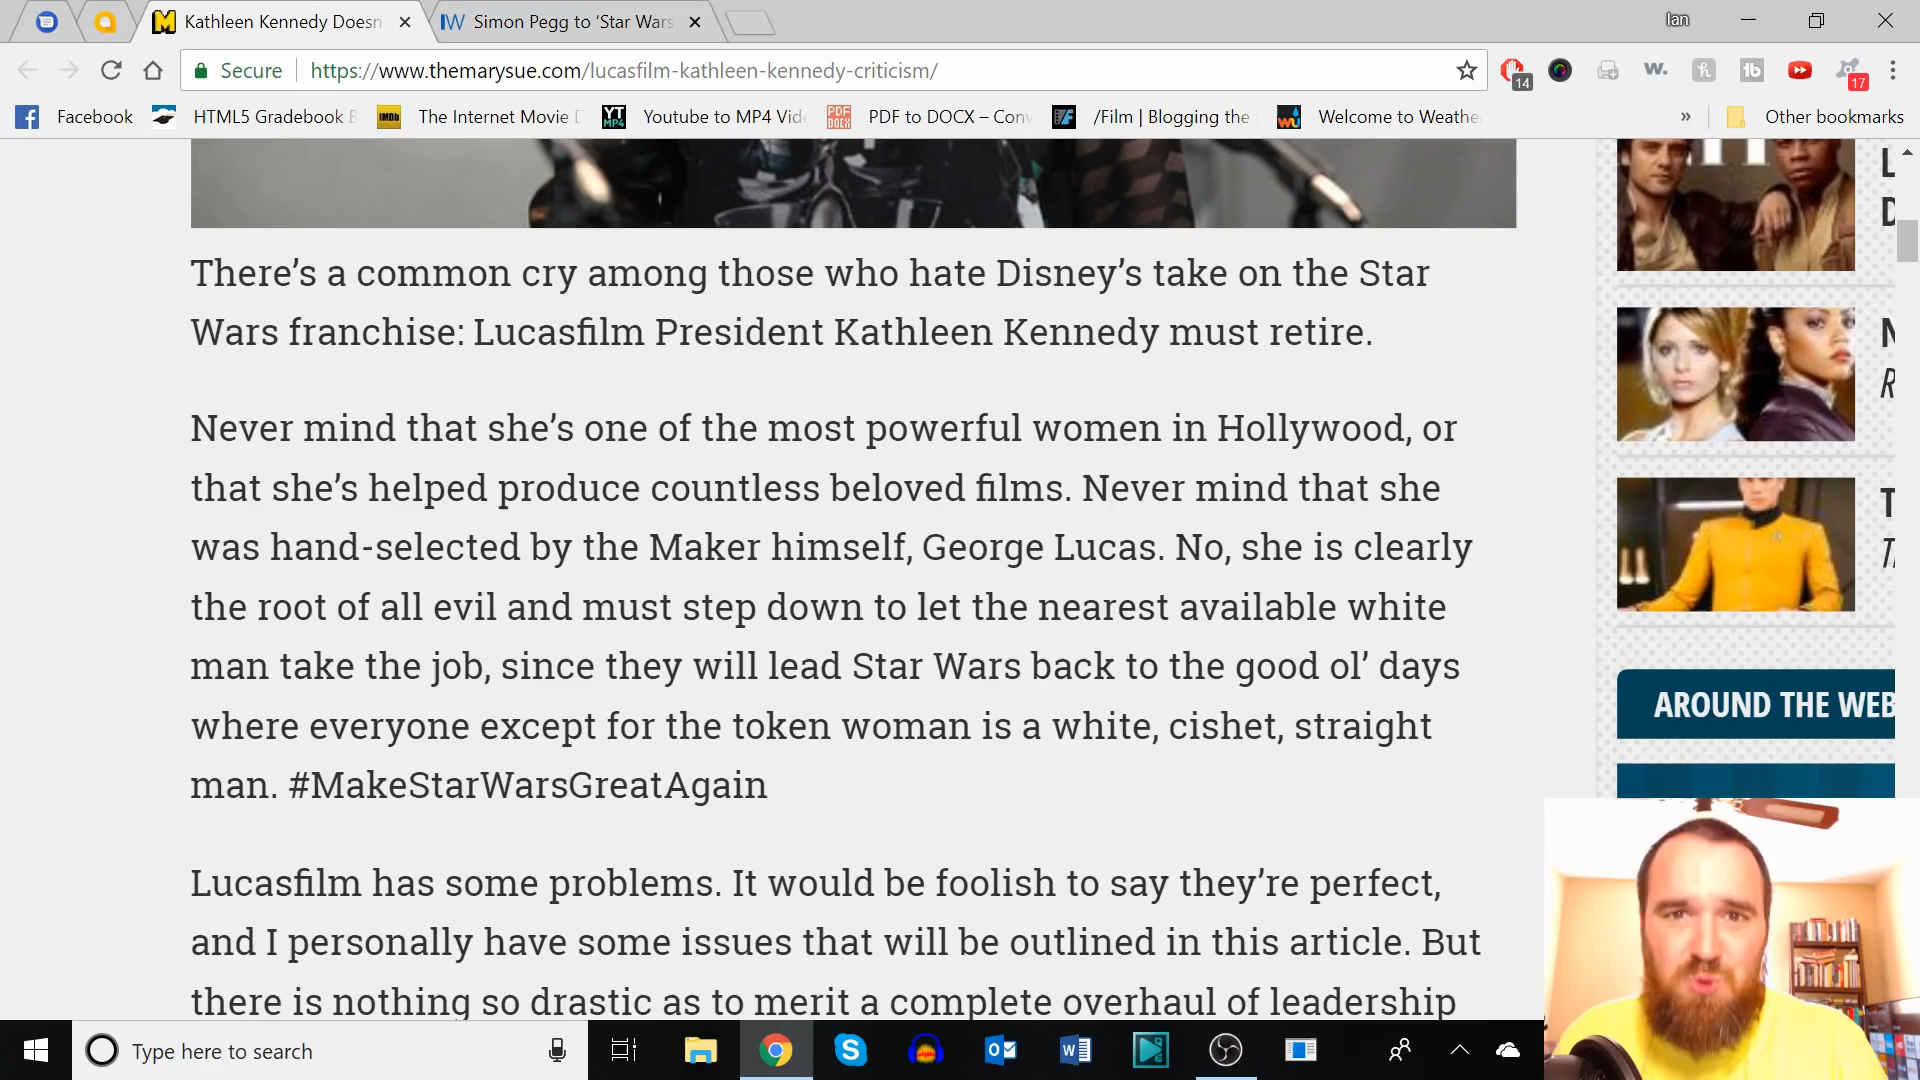 Kathleen Kennedy Doesn
IW Simon Pegg to ‘Star Wars
Ian
Secure https://www.themarysue.com/lucasfilm-kathleen-kennedy-criticism/
14
17
Facebook
HTML5 Gradebook
IMDb The Internet Movie
YT MP4 Youtube to MP4 Vid
PDF DOCX PDF to DOCX – Con
/Film | Blogging the
Welcome to Weathe
» Other bookmarks
There’s a common cry among those who hate Disney’s take on the Star
Wars franchise: Lucasfilm President Kathleen Kennedy must retire.
Never mind that she’s one of the most powerful women in Hollywood, or
that she’s helped produce countless beloved films. Never mind that she
was hand-selected by the Maker himself, George Lucas. No, she is clearly
the root of all evil and must step down to let the nearest available white
man take the job, since they will lead Star Wars back to the good ol’ days
where everyone except for the token woman is a white, cishet, straight
man. #MakeStarWarsGreatAgain
Lucasfilm has some problems. It would be foolish to say they’re perfect,
and I personally have some issues that will be outlined in this article. But
there is nothing so drastic as to merit a complete overhaul of leadership
L
D
N
R
T
AROUND THE WEB
Type here to search